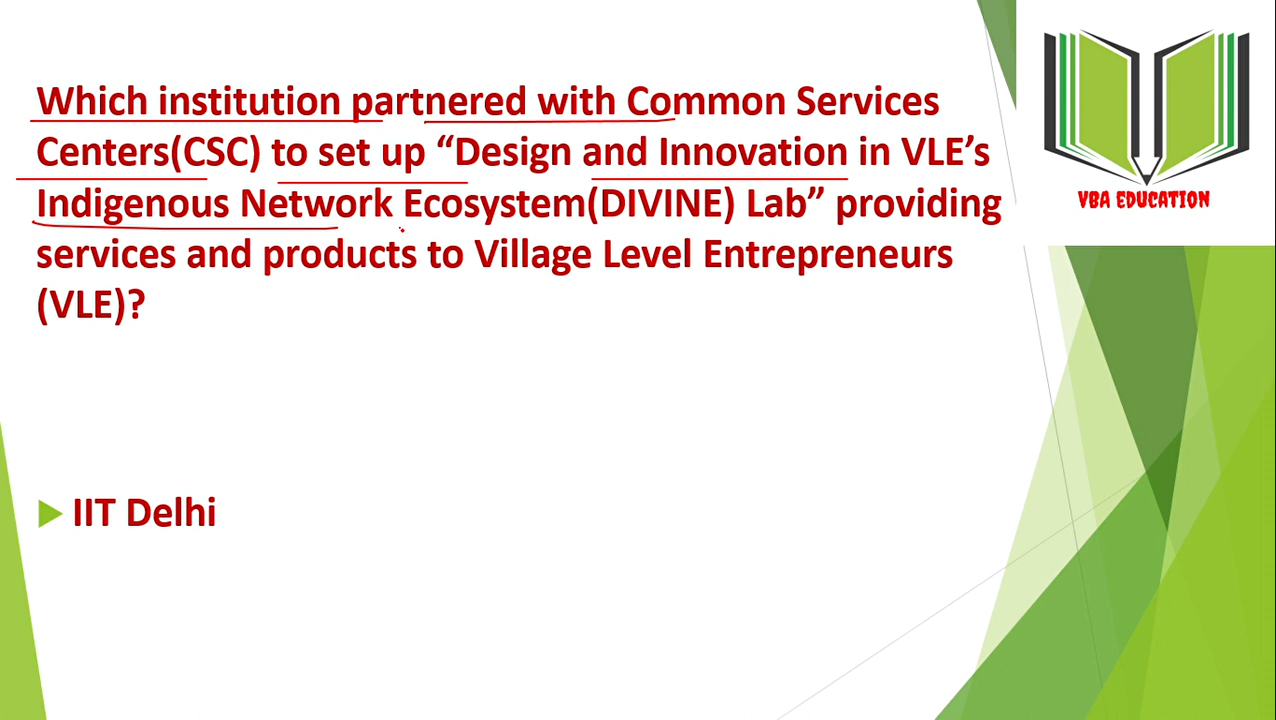 Which institution partnered with Common Services
Centers(CSC) to set up “Design and Innovation in VLE’s
Indigenous Network Ecosystem(DIVINE) Lab” providing
services and products to Village Level Entrepreneurs
(VLE)?
VBA EDUCATION
IIT Delhi